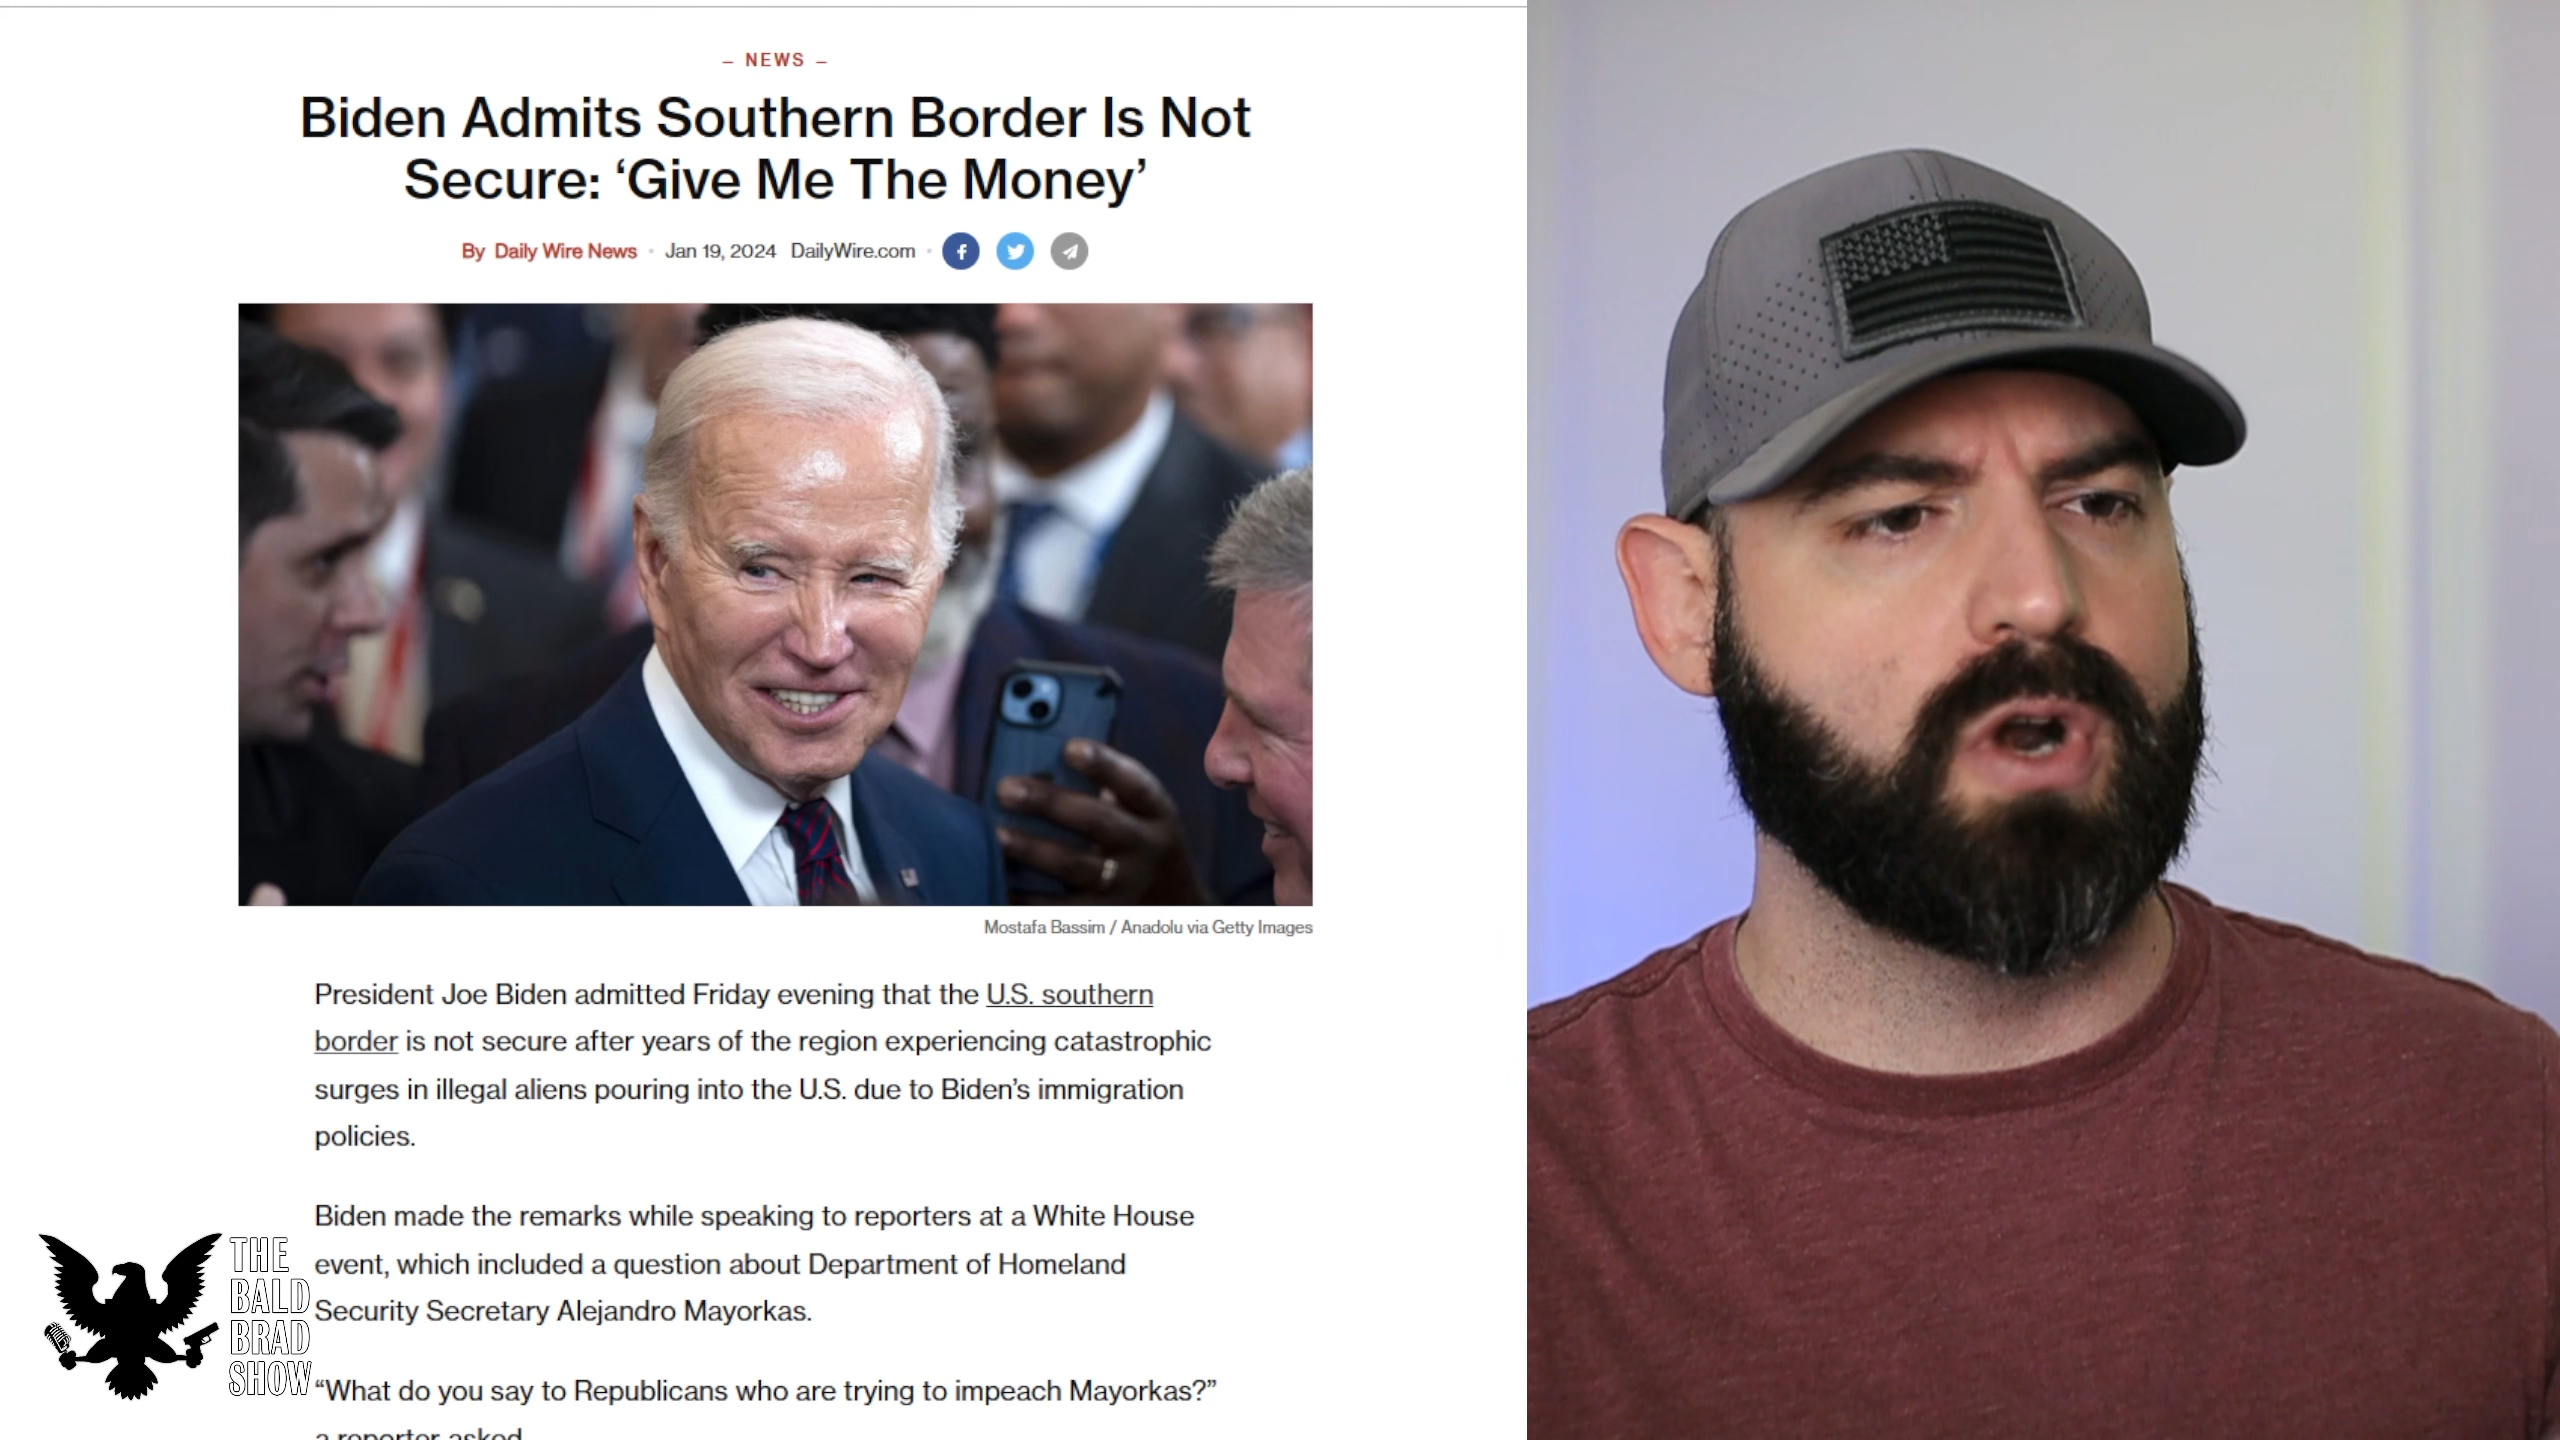 – NEWS –
Biden Admits Southern Border Is Not
Secure: ‘Give Me The Money’
By Daily Wire News • Jan 19, 2024 DailyWire.com •
Mostafa Bassim / Anadolu via Getty Images
President Joe Biden admitted Friday evening that the U.S. southern
border is not secure after years of the region experiencing catastrophic
surges in illegal aliens pouring into the U.S. due to Biden’s immigration
policies.
Biden made the remarks while speaking to reporters at a White House
event, which included a question about Department of Homeland
Security Secretary Alejandro Mayorkas.
“What do you say to Republicans who are trying to impeach Mayorkas?”
a reporter asked
THE
BALD
BRAD
SHOW